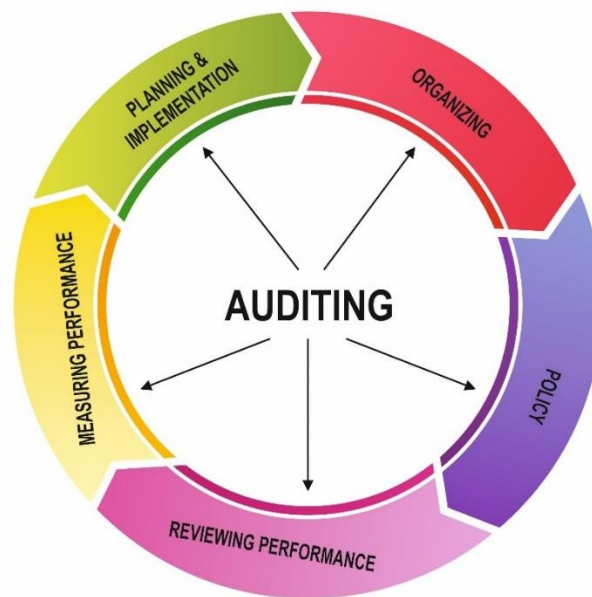 PLANNING &
IMPLEMENTATION
ORGANIZING
MEASURING PERFORMANCE
AUDITING
POLICY
REVIEWING PERFORMANCE